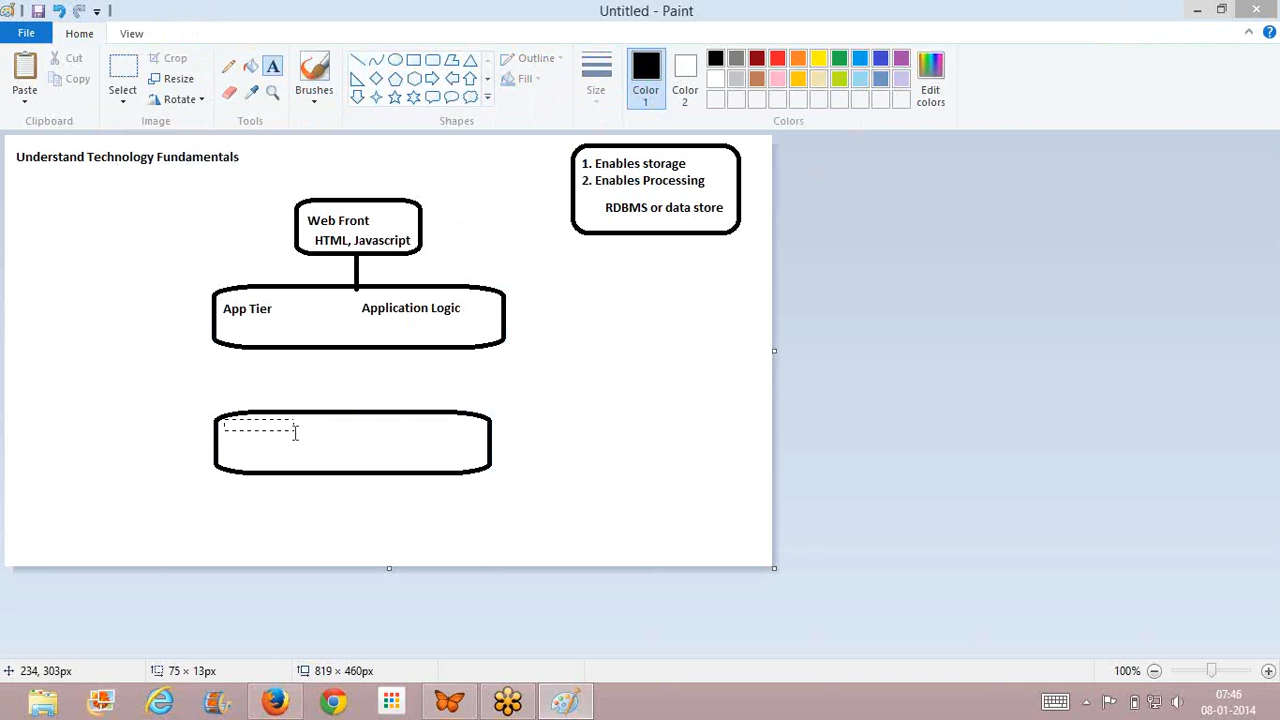 Untitled - Paint
File
Home
View
Paste
Cut
Copy
Clipboard
Select
Crop
Resize
Rotate
Image
A
Tools
Brushes
Outline
Fill
Shapes
Size
Color 1
Color 2
Edit colors
Colors
Understand Technology Fundamentals
1. Enables storage
2. Enables Processing
RDBMS or data store
Web Front
HTML, Javascript
App Tier
Application Logic
234, 303px
75 × 13px
819 × 460px
100%
07:46
08-01-2014